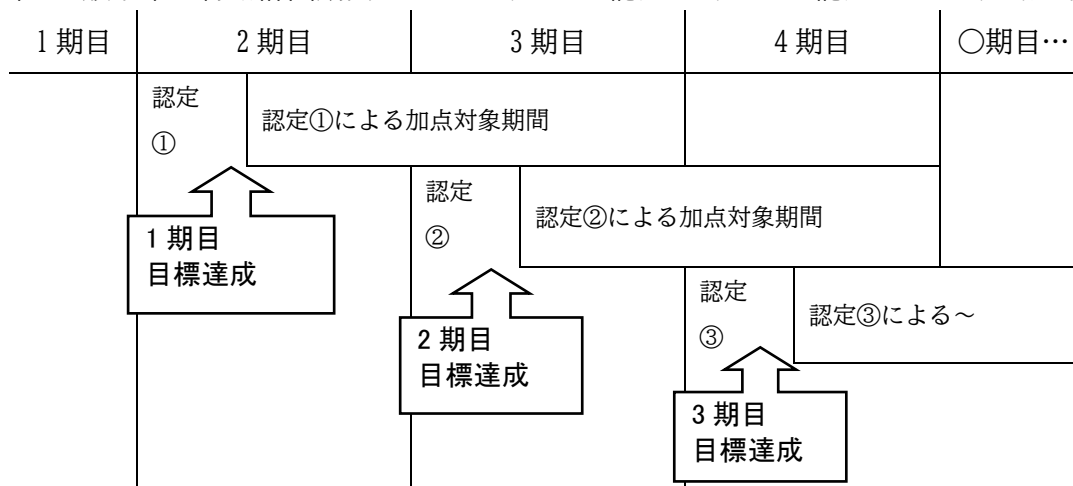 1 期目
2 期目
3 期目
4 期目
○期目…
認定
①
認定①による加点対象期間
1 期目
目標達成
認定
②
認定②による加点対象期間
2 期目
目標達成
認定
③
認定③による～
3 期目
目標達成